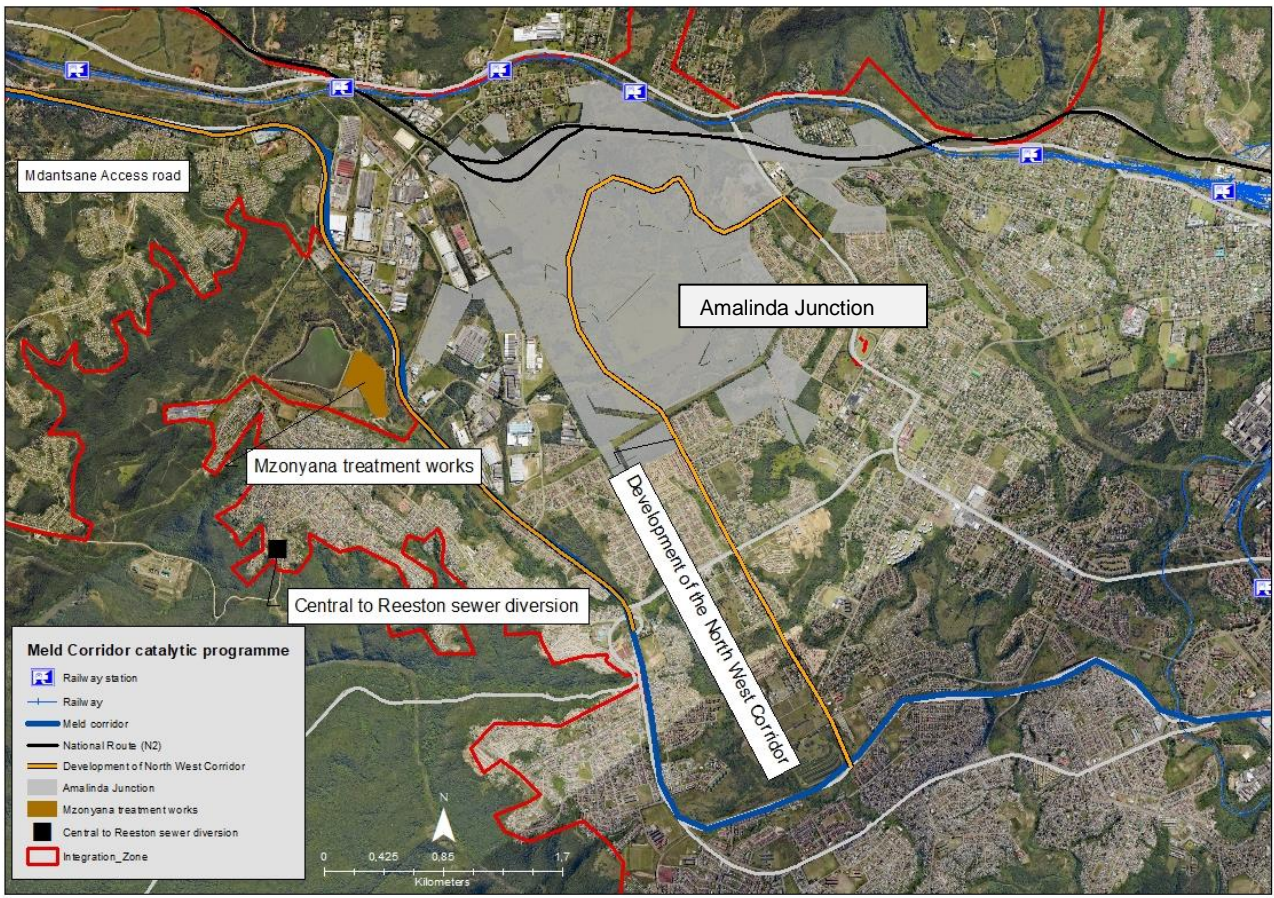 Mdantsane Access road
Amalinda Junction
Mzonyana treatment works
Development of the North West Corridor
Central to Reeston sewer diversion
Meld Corridor catalytic programme
Railway station
Railway
Meld corridor
National Route (N2)
Development of North West Corridor
Amalinda Junction
Mzonyana treatment works
Central to Reeston sewer diversion
Integration_Zone
N
0 0,425 0,85 1,7
Kilometers